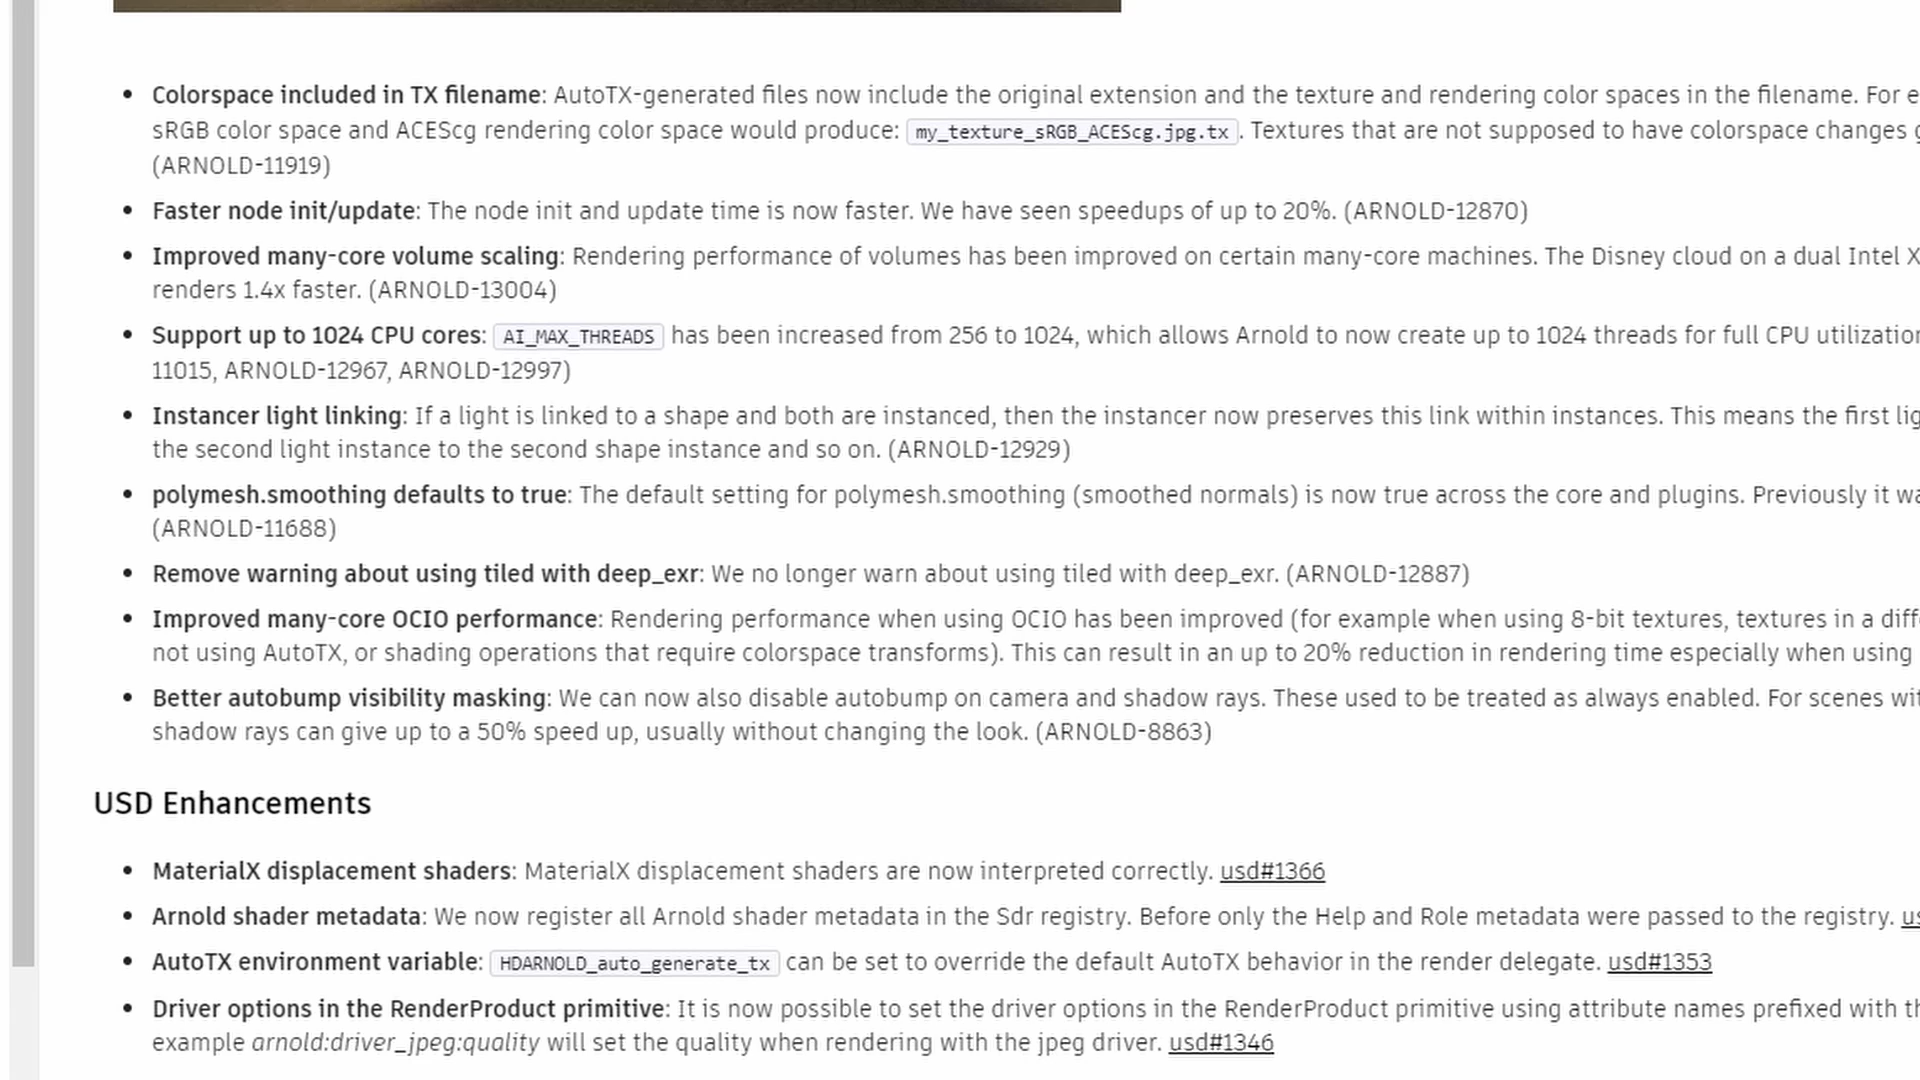 Colorspace included in TX filename: AutoTX-generated files now include the original extension and the texture and rendering color spaces in the filename. For
sRGB color space and ACEScg rendering color space would produce: my_texture_sRGB_ACEScg.jpg.tx. Textures that are not supposed to have colorspace changes
(ARNOLD-11919)
Faster node init/update: The node init and update time is now faster. We have seen speedups of up to 20%. (ARNOLD-12870)
Improved many-core volume scaling: Rendering performance of volumes has been improved on certain many-core machines. The Disney cloud on a dual Intel
renders 1.4x faster. (ARNOLD-13004)
Support up to 1024 CPU cores: AI_MAX_THREADS has been increased from 256 to 1024, which allows Arnold to now create up to 1024 threads for full CPU
11015, ARNOLD-12967, ARNOLD-12997)
Instancer light linking: If a light is linked to a shape and both are instanced, then the instancer now preserves this link within instances. This means the first
the second light instance to the second shape instance and so on. (ARNOLD-12929)
polymesh.smoothing defaults to true: The default setting for polymesh.smoothing (smoothed normals) is now true across the core and plugins. Previously it
(ARNOLD-11688)
Remove warning about using tiled with deep_exr: We no longer warn about using tiled with deep_exr. (ARNOLD-12887)
Improved many-core OCIO performance: Rendering performance when using OCIO has been improved (for example when using 8-bit textures, textures in a
not using AutoTX, or shading operations that require colorspace transforms). This can result in an up to 20% reduction in rendering time especially when using
Better autobump visibility masking: We can now also disable autobump on camera and shadow rays. These used to be treated as always enabled. For scenes
shadow rays can give up to a 50% speed up, usually without changing the look. (ARNOLD-8863)
USD Enhancements
MaterialX displacement shaders: MaterialX displacement shaders are now interpreted correctly. usd#1366
Arnold shader metadata: We now register all Arnold shader metadata in the Sdr registry. Before only the Help and Role metadata were passed to the registry.
AutoTX environment variable: HDARNOLD_auto_generate_tx can be set to override the default AutoTX behavior in the render delegate. usd#1353
Driver options in the RenderProduct primitive: It is now possible to set the driver options in the RenderProduct primitive using attribute names prefixed with
example arnold:driver_jpeg:quality will set the quality when rendering with the jpeg driver. usd#1346